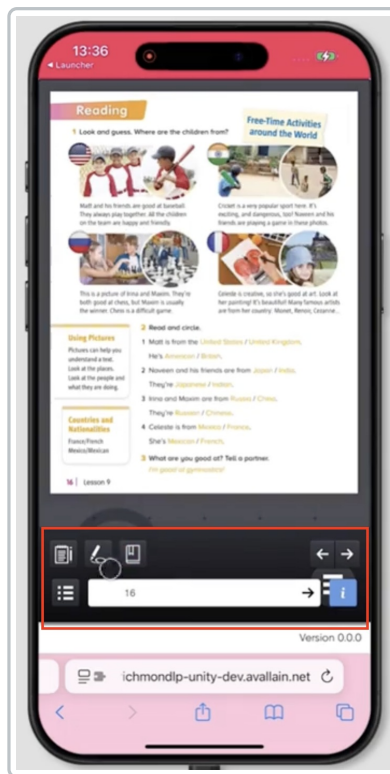 13:36
◄ Launcher
Reading
1 Look and guess. Where are the children from?
Free-Time Activities
around the World
Matt and his friends are good at baseball.
They always play together. All the children
on the team are happy and friendly.
Cricket is a very popular sport here. It's
exciting, and dangerous, too! Naveen and his
friends are playing a game in these photos.
This is a picture of Irina and Maxim. They're
both good at chess, but Maxim is usually
the winner. Chess is a difficult game.
Celeste is creative, so she's good at art. Look at
her painting! It's beautiful! Many famous artists
are from her country: Monet, Renoir, Cezanne...
Using Pictures
Pictures can help you
understand a text.
Look at the places.
Look at the people and
what they are doing.
Countries and
Nationalities
France/French
Mexico/Mexican
2 Read and circle.
1 Matt is from the United States / United Kingdom.
He's American / British.
2 Naveen and his friends are from Japan / India.
They're Japanese / Indian.
3 Irina and Maxim are from Russia / China.
They're Russian / Chinese.
4 Celeste is from Mexico / France.
She's Mexican / French.
3 What are you good at? Tell a partner.
I'm good at gymnastics!
16 | Lesson 9
16
i
Version 0.0.0
ichmondlp-unity-dev.avallain.net